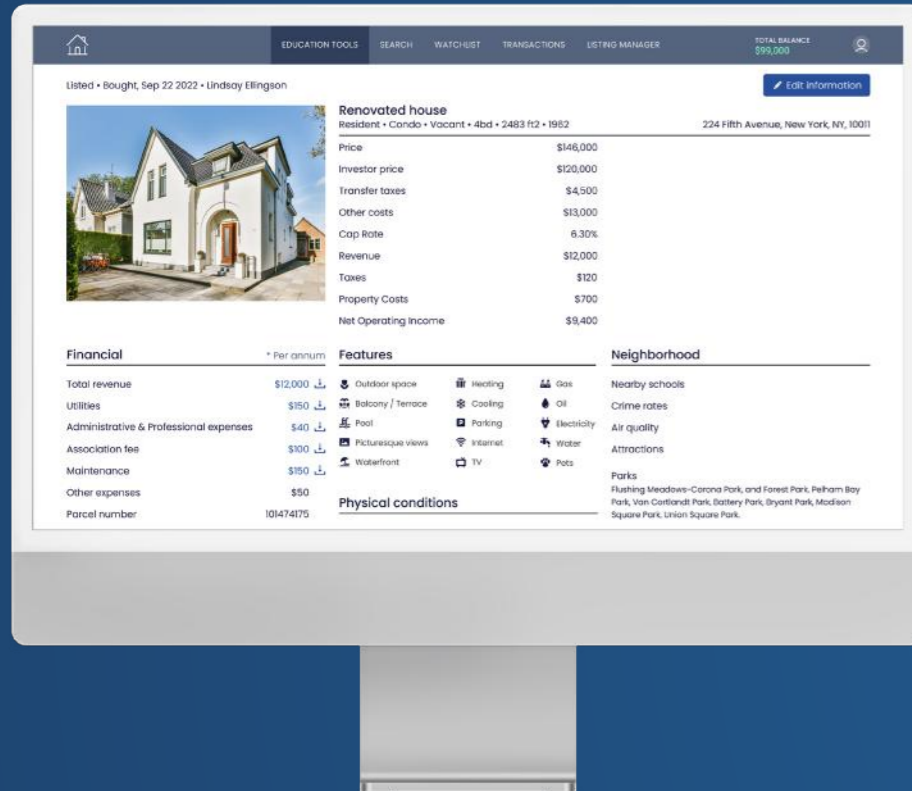 EDUCATION TOOLS SEARCH WATCHLIST TRANSACTIONS LISTING MANAGER
TOTAL BALANCE
$99,000
Listed • Bought, Sep 22 2022 • Lindsay Ellingson
Edit information
Renovated house
Resident • Condo • Vacant • 4bd • 2483 ft2 • 1962
224 Fifth Avenue, New York, NY, 10011
Price $146,000
Investor price $120,000
Transfer taxes $4,500
Other costs $13,000
Cap Rate 6.30%
Revenue $12,000
Taxes $120
Property Costs $700
Net Operating Income $9,400
Financial * Per annum
Total revenue $12,000
Utilities $150
Administrative & Professional expenses $40
Association fee $100
Maintenance $150
Other expenses $50
Parcel number 101474175
Features
Outdoor space Heating Gas
Balcony / Terrace Cooling Oil
Pool Parking Electricity
Picturesque views Internet Water
Waterfront TV Pets
Physical conditions
Neighborhood
Nearby schools
Crime rates
Air quality
Attractions
Parks
Flushing Meadows-Corona Park, and Forest Park, Pelham Bay
Park, Van Cortlandt Park, Battery Park, Bryant Park, Madison
Square Park, Union Square Park.